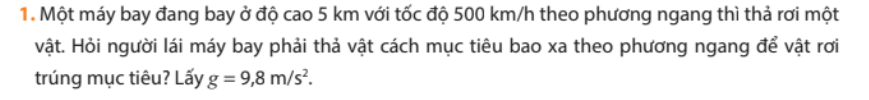 1. Một máy bay đang bay ở độ cao 5 km với tốc độ 500 km/h theo phương ngang thì thả rơi một
vật. Hỏi người lái máy bay phải thả vật cách mục tiêu bao xa theo phương ngang để vật rơi
trúng mục tiêu? Lấy g = 9,8 m/s².